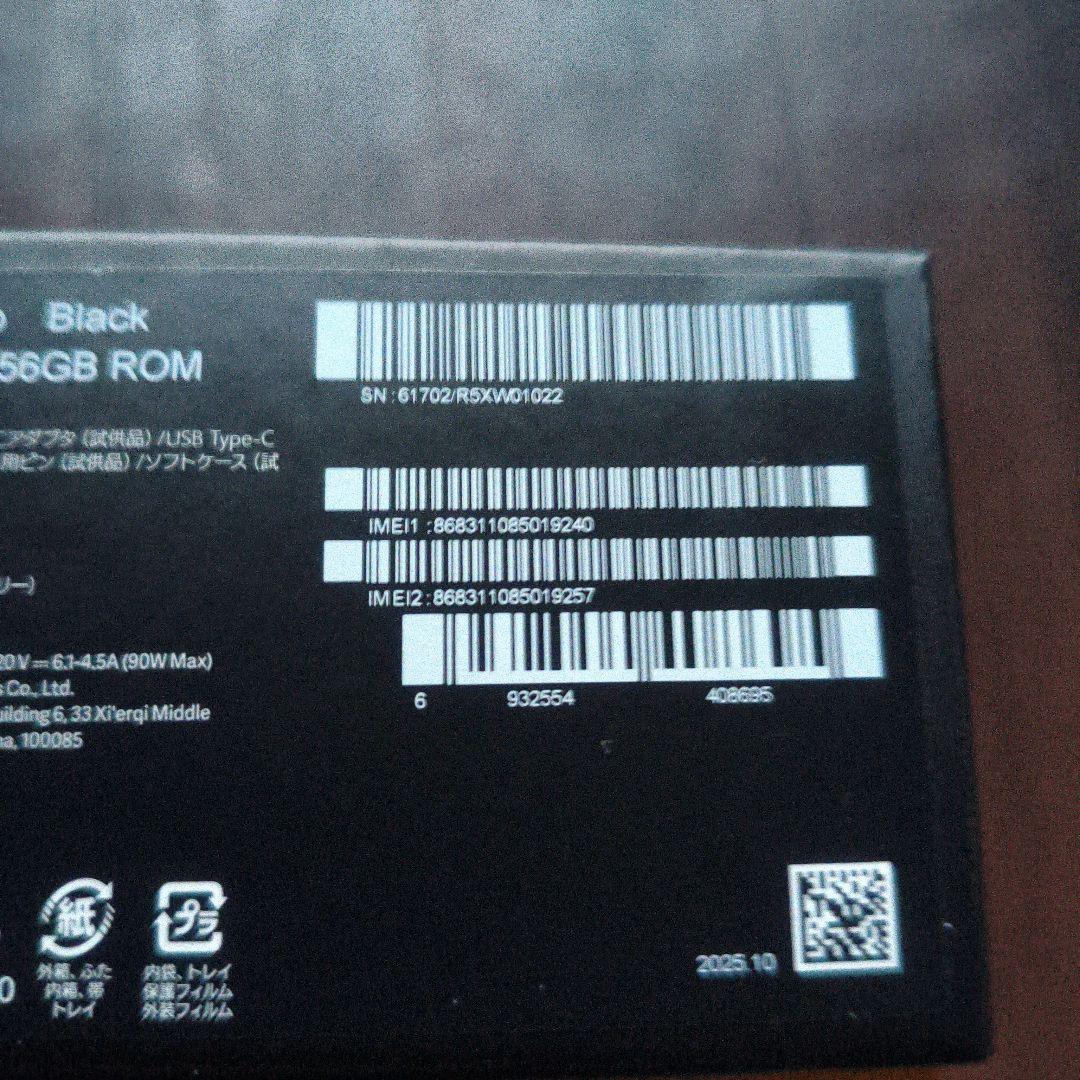 Black
56GB ROM
SN : 61702/R5XW01022
アダプタ（試供品）/USB Type-C
用ピン（試供品）/ソフトケース（試
IMEI1 :868311085019240
リー）
IMEI2:868311085019257
20V⎓6.1-4.5A (90W Max)
Co., Ltd.
6 932554 408695
6, 33 Xi'erqi Middle
100085
紙
プラ
2025.10
外箱、ふた
内箱、帯
トレイ
内袋、トレイ
保護フィルム
外装フィルム
0